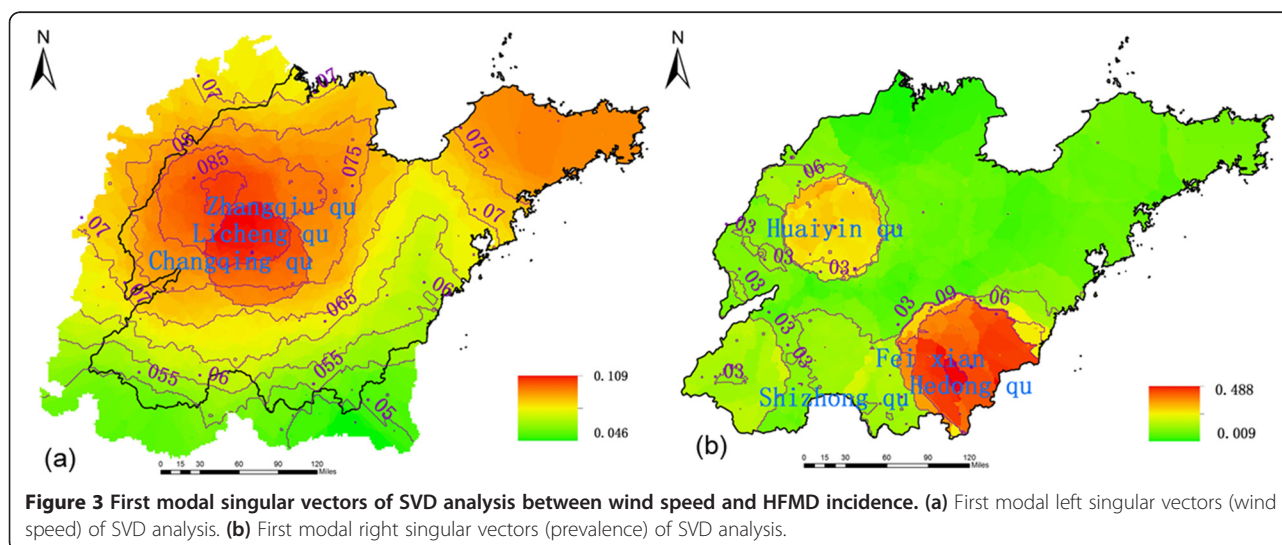 N
07
07
08
085
075
075
Zhangqiu qu
Licheng qu
Changqing qu
07
07
07
065
06
055
06
055
05
0.109
0.046
(a)
0 15 30 60 90 120
Miles
N
06
Huaiyin qu
03
03
03
03
03
09
06
03
03
03
Fei xian
Hedong qu
Shizhong qu
0.488
0.009
(b)
0 15 30 60 90 120
Miles
Figure 3 First modal singular vectors of SVD analysis between wind speed and HFMD incidence. (a) First modal left singular vectors (wind
speed) of SVD analysis. (b) First modal right singular vectors (prevalence) of SVD analysis.